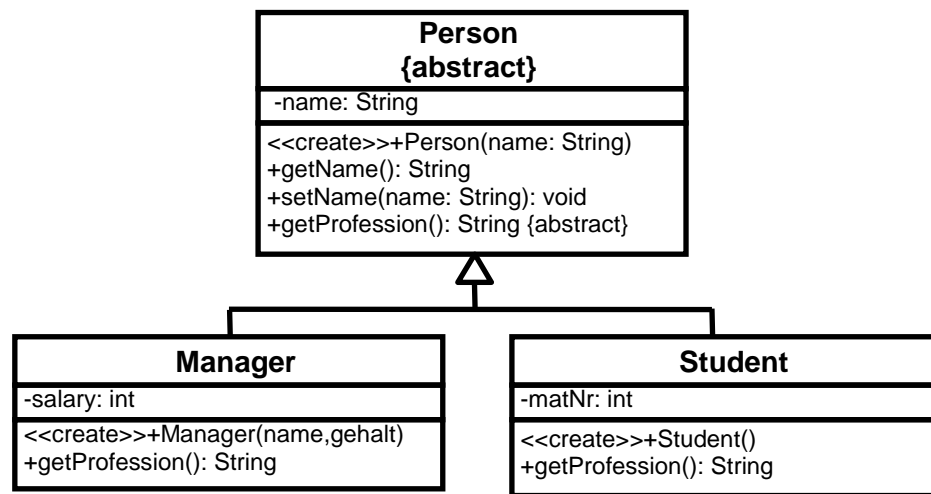 Person
{abstract}
-name: String
<<create>>+Person(name: String)
+getName(): String
+setName(name: String): void
+getProfession(): String {abstract}
Manager
-salary: int
<<create>>+Manager(name,gehalt)
+getProfession(): String
Student
-matNr: int
<<create>>+Student()
+getProfession(): String